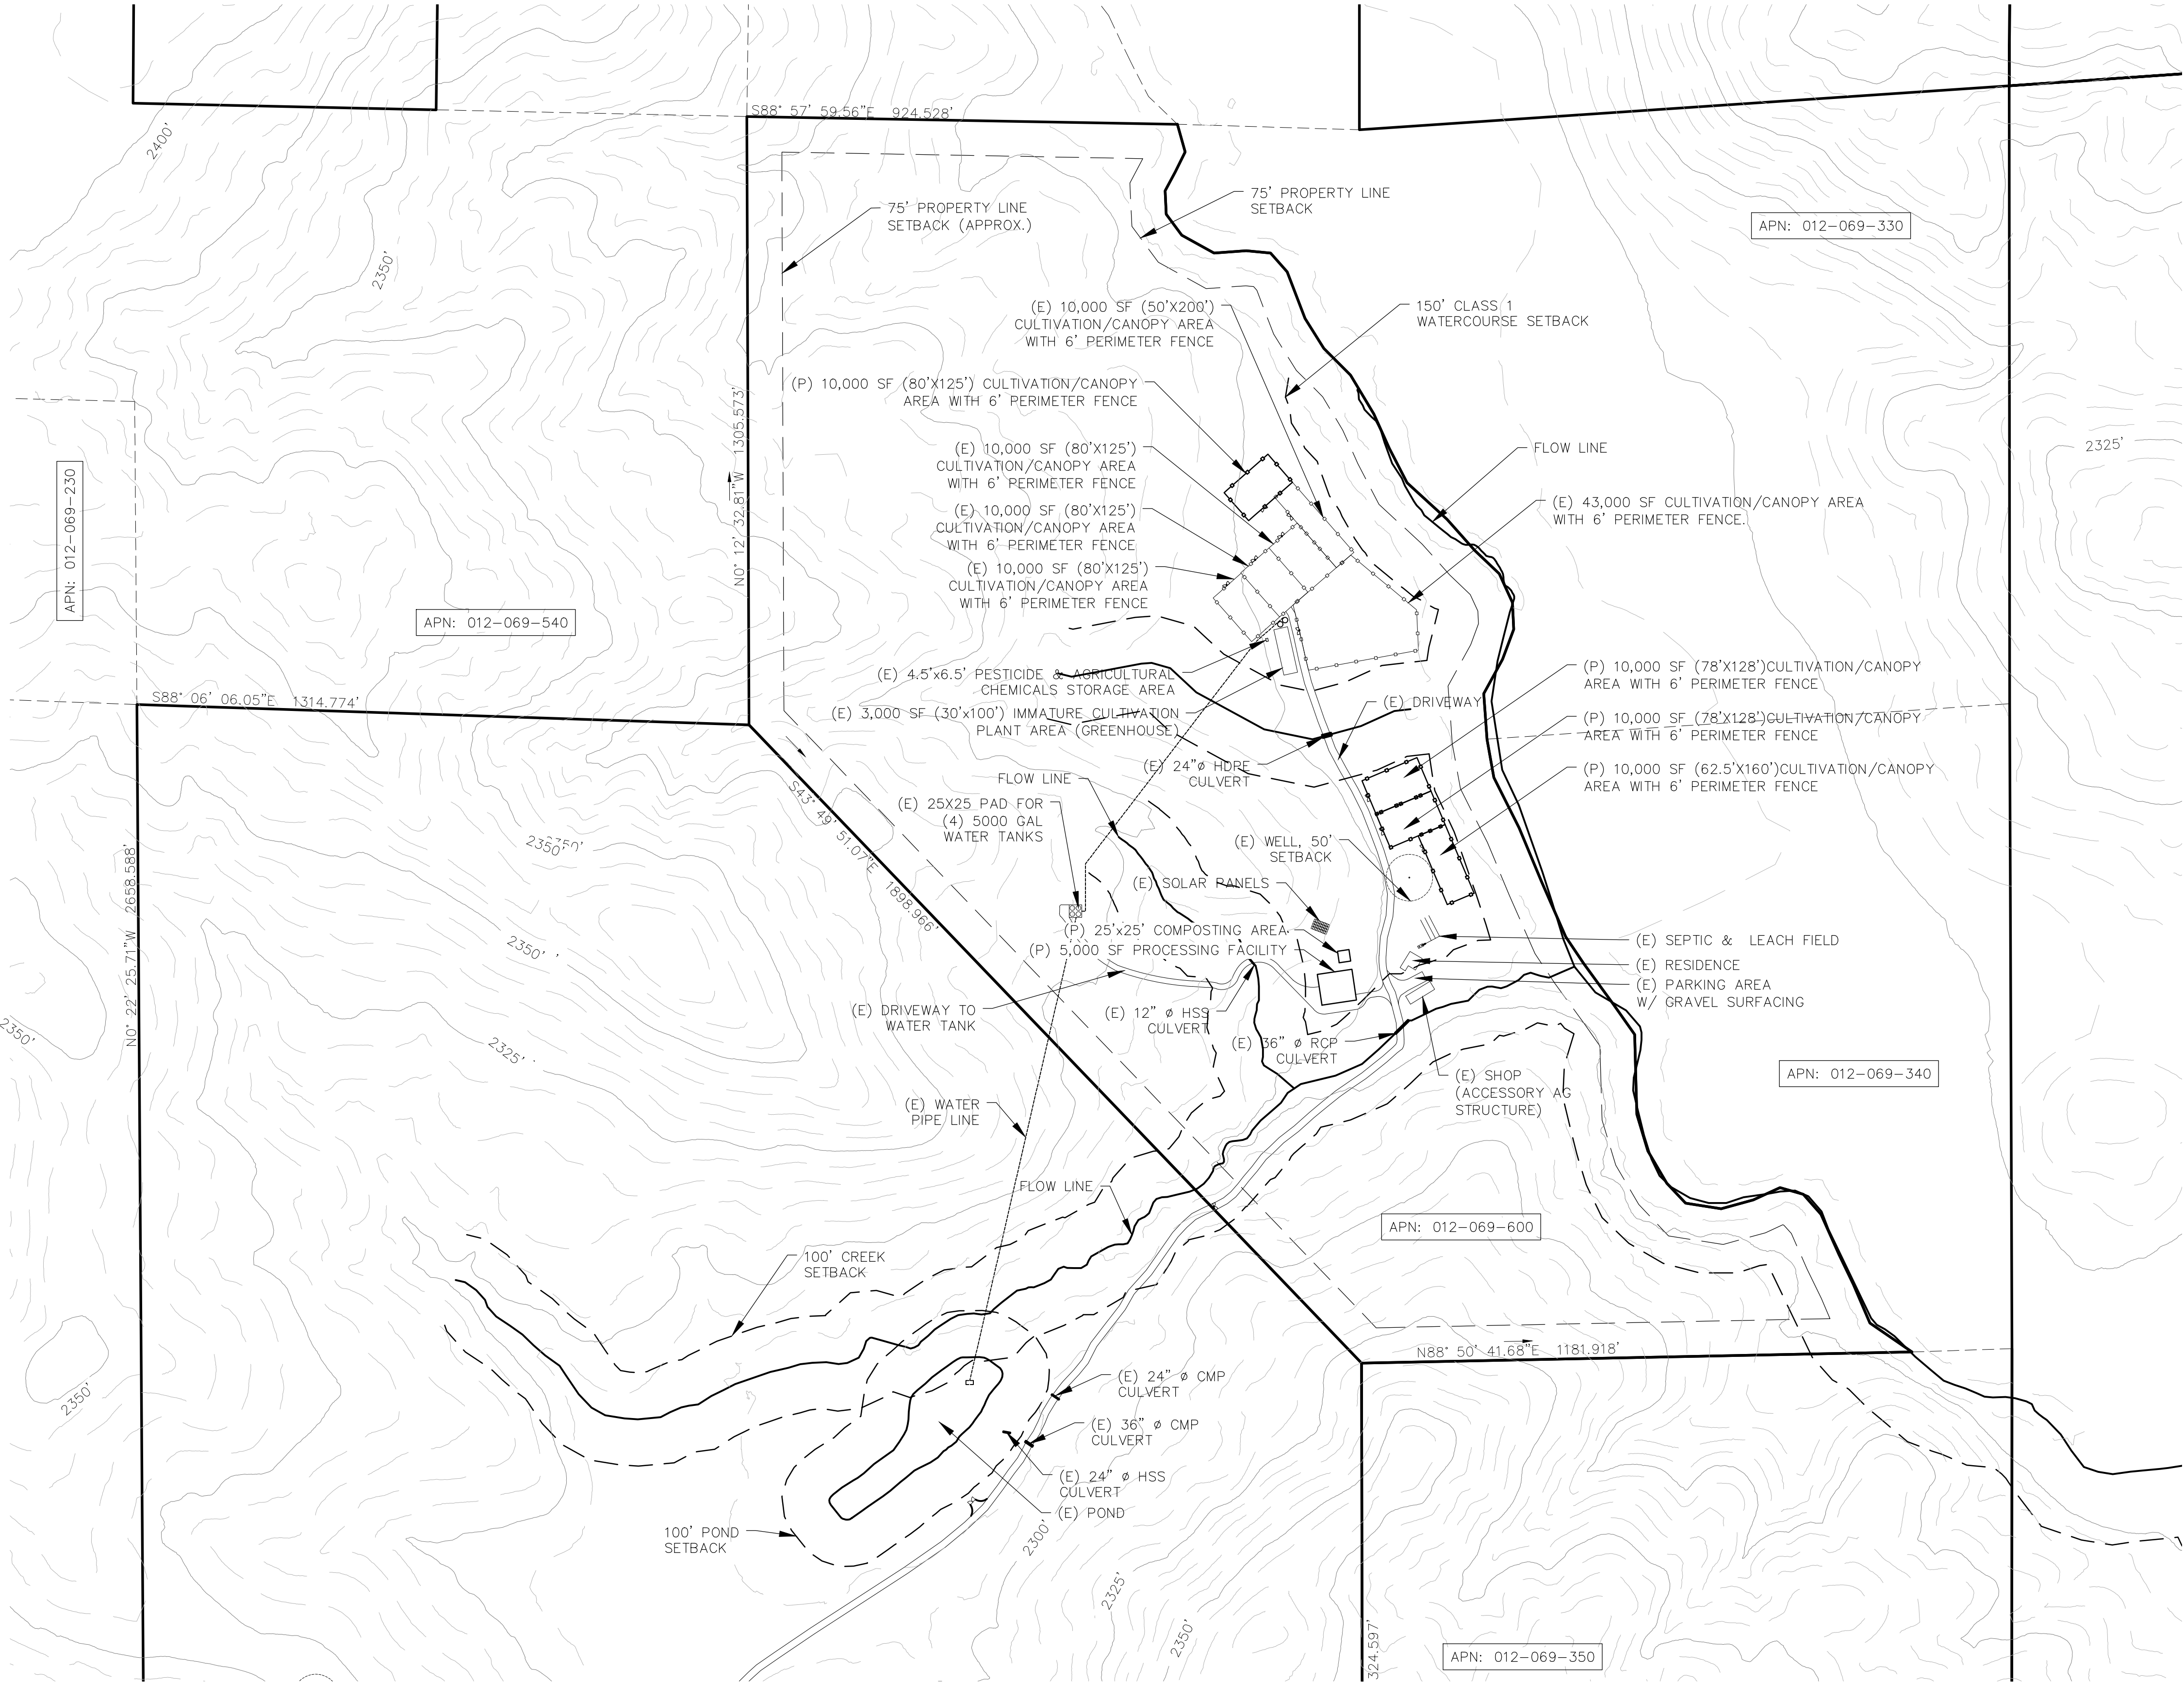 S88° 57' 59.56"E 924.528'
2400'
75' PROPERTY LINE
SETBACK
75' PROPERTY LINE
SETBACK (APPROX.)
APN: 012-069-330
2350'
(E) 10,000 SF (50'X200')
CULTIVATION/CANOPY AREA
WITH 6' PERIMETER FENCE
150' CLASS 1
WATERCOURSE SETBACK
(P) 10,000 SF (80'X125') CULTIVATION/CANOPY
AREA WITH 6' PERIMETER FENCE
N0° 12' 32.81"W 1305.573'
(E) 10,000 SF (80'X125')
CULTIVATION/CANOPY AREA
WITH 6' PERIMETER FENCE
FLOW LINE
2325'
(E) 43,000 SF CULTIVATION/CANOPY AREA
WITH 6' PERIMETER FENCE.
(E) 10,000 SF (80'X125')
CULTIVATION/CANOPY AREA
WITH 6' PERIMETER FENCE
APN: 012-069-230
(E) 10,000 SF (80'X125')
CULTIVATION/CANOPY AREA
WITH 6' PERIMETER FENCE
APN: 012-069-540
(E) 4.5'x6.5' PESTICIDE & AGRICULTURAL
CHEMICALS STORAGE AREA
(P) 10,000 SF (78'X128')CULTIVATION/CANOPY
AREA WITH 6' PERIMETER FENCE
S88° 06' 06.05"E 1314.774'
(E) DRIVEWAY
(E) 3,000 SF (30'x100') IMMATURE CULTIVATION
PLANT AREA (GREENHOUSE)
(P) 10,000 SF (78'X128')CULTIVATION/CANOPY
AREA WITH 6' PERIMETER FENCE
(E) 24"ø HDPE
CULVERT
(P) 10,000 SF (62.5'X160')CULTIVATION/CANOPY
AREA WITH 6' PERIMETER FENCE
FLOW LINE
S43° 49' 51.07"E 1898.966'
(E) 25X25 PAD FOR
(4) 5000 GAL
WATER TANKS
2350'
(E) WELL, 50'
SETBACK
(E) SOLAR PANELS
N0° 22' 25.71"W 2658.588'
(P) 25'x25' COMPOSTING AREA
(P) 5,000 SF PROCESSING FACILITY
2350'
(E) SEPTIC & LEACH FIELD
(E) RESIDENCE
(E) PARKING AREA
W/ GRAVEL SURFACING
(E) DRIVEWAY TO
WATER TANK
(E) 12" ø HSS
CULVERT
2350'
2325'
(E) 36" ø RCP
CULVERT
(E) SHOP
(ACCESSORY AG
STRUCTURE)
APN: 012-069-340
(E) WATER
PIPE LINE
FLOW LINE
APN: 012-069-600
100' CREEK
SETBACK
N88° 50' 41.68"E 1181.918'
2350'
(E) 24" ø CMP
CULVERT
(E) 36" ø CMP
CULVERT
(E) 24" ø HSS
CULVERT
(E) POND
100' POND
SETBACK
2300'
2325'
2350'
324.597'
APN: 012-069-350